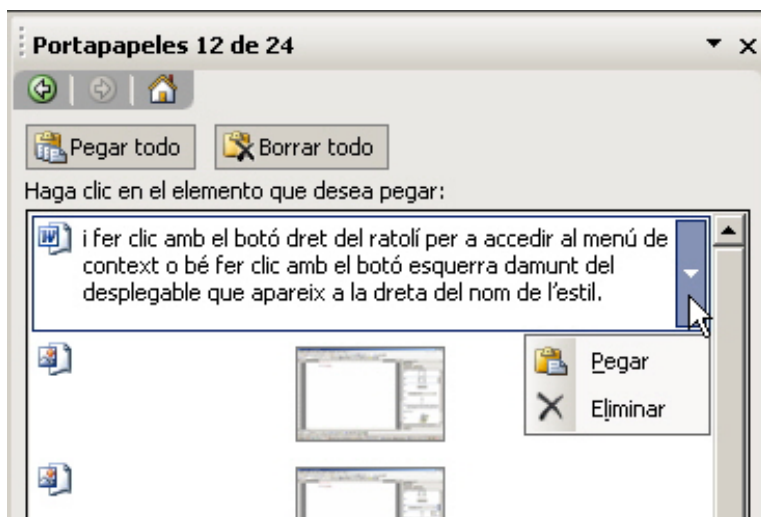 Portapapeles 12 de 24
Pegar todo
Borrar todo
Haga clic en el elemento que desea pegar:
i fer clic amb el botó dret del ratolí per a accedir al menú de
context o bé fer clic amb el botó esquerra damunt del
desplegable que apareix a la dreta del nom de l'estil.
Pegar
Eliminar